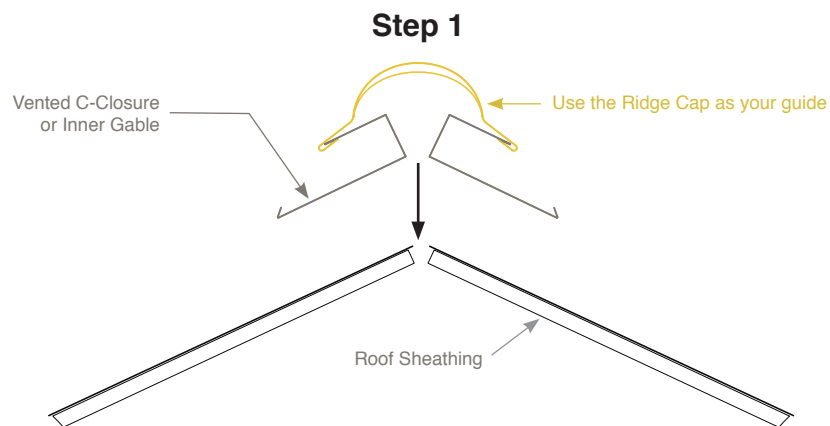 Step 1
Vented C-Closure
or Inner Gable
Use the Ridge Cap as your guide
Roof Sheathing